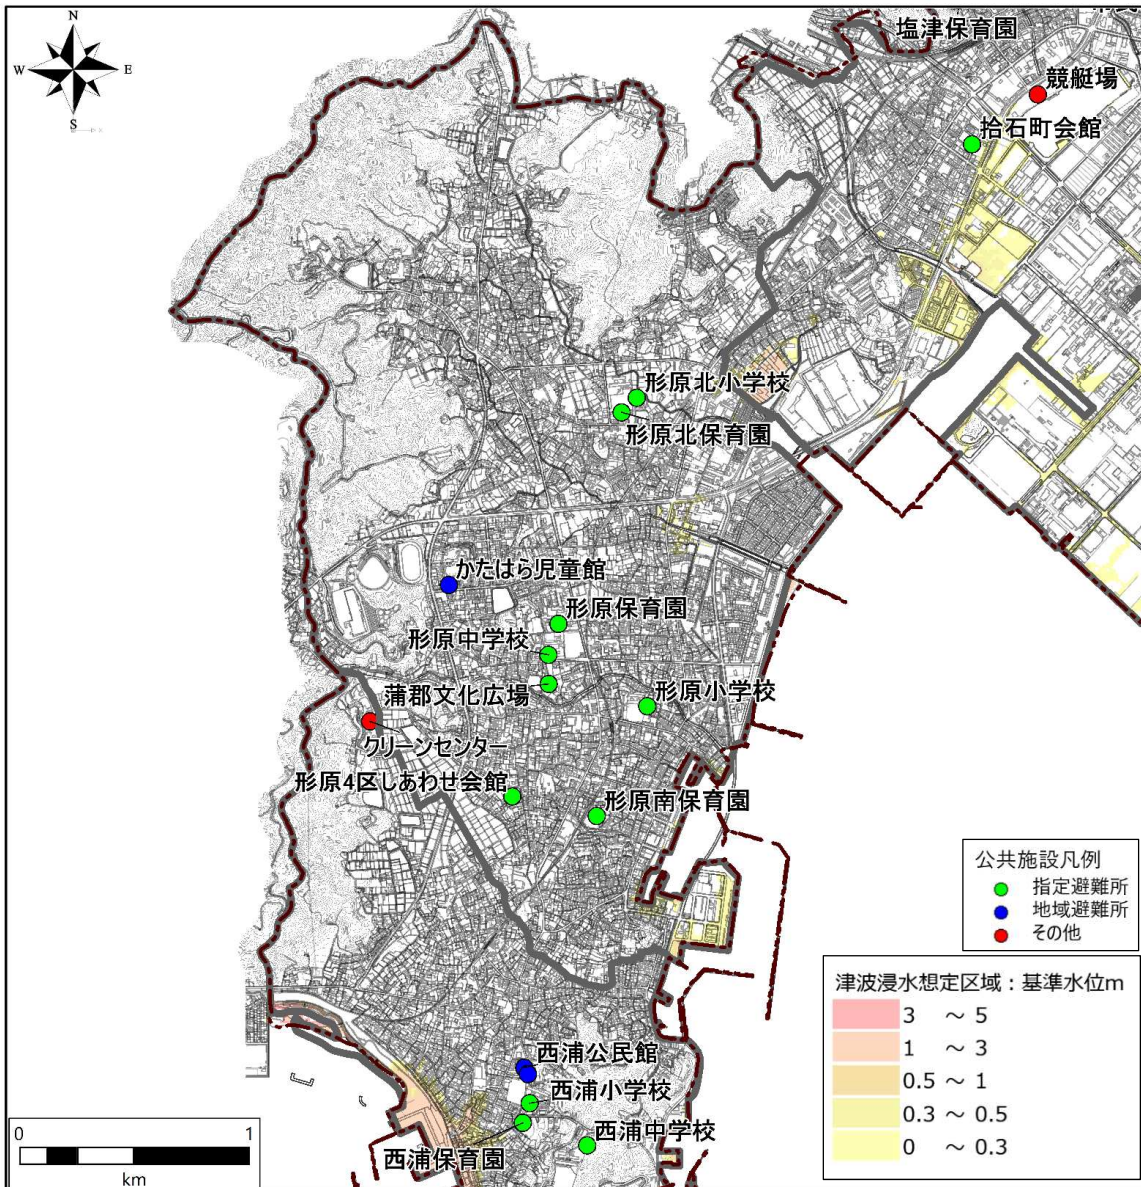 N
W
E
S
塩津保育園
競艇場
拾石町会館
形原北小学校
形原北保育園
かたはら児童館
形原保育園
形原中学校
蒲郡文化広場
形原小学校
クリーンセンター
形原4区しあわせ会館
形原南保育園
公共施設凡例
指定避難所
地域避難所
その他
津波浸水想定区域：基準水位m
3 ～ 5
1 ～ 3
0.5 ～ 1
0.3 ～ 0.5
0 ～ 0.3
西浦公民館
西浦小学校
西浦中学校
西浦保育園
0 1
km